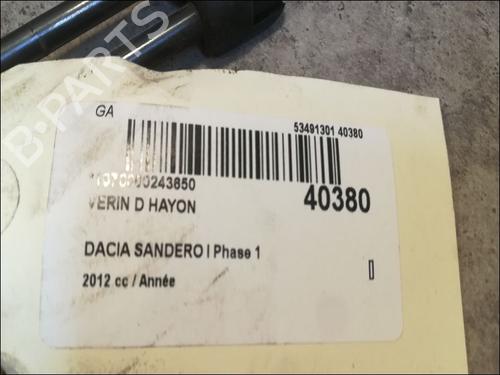 B-PARTS
GA
53491301 40380
VERIN D HAYON
40380
DACIA SANDERO I Phase 1
2012 cc / Année